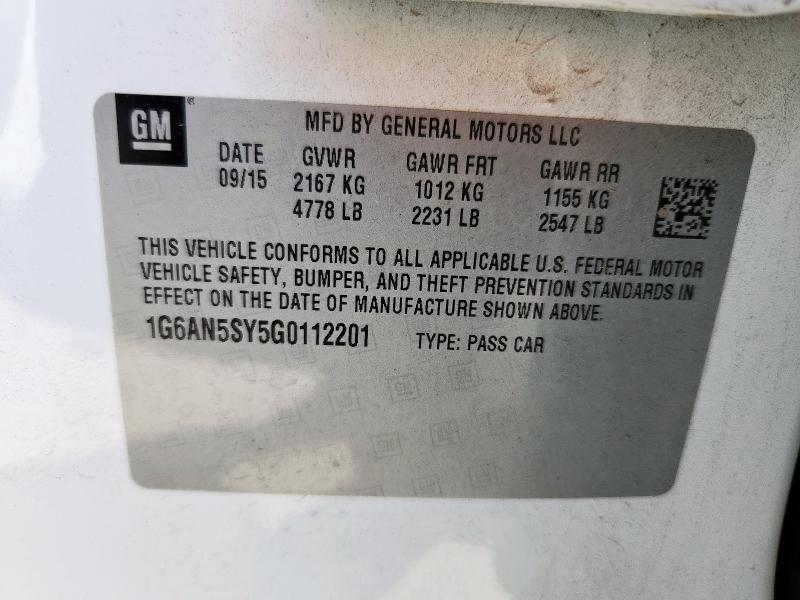 GM
MFD BY GENERAL MOTORS LLC
DATE GVWR GAWR FRT GAWR RR
09/15 2167 KG 1012 KG 1155 KG
4778 LB 2231 LB 2547 LB
THIS VEHICLE CONFORMS TO ALL APPLICABLE U.S. FEDERAL MOTOR
VEHICLE SAFETY, BUMPER, AND THEFT PREVENTION STANDARDS IN
EFFECT ON THE DATE OF MANUFACTURE SHOWN ABOVE.
1G6AN5SY5G0112201 TYPE: PASS CAR